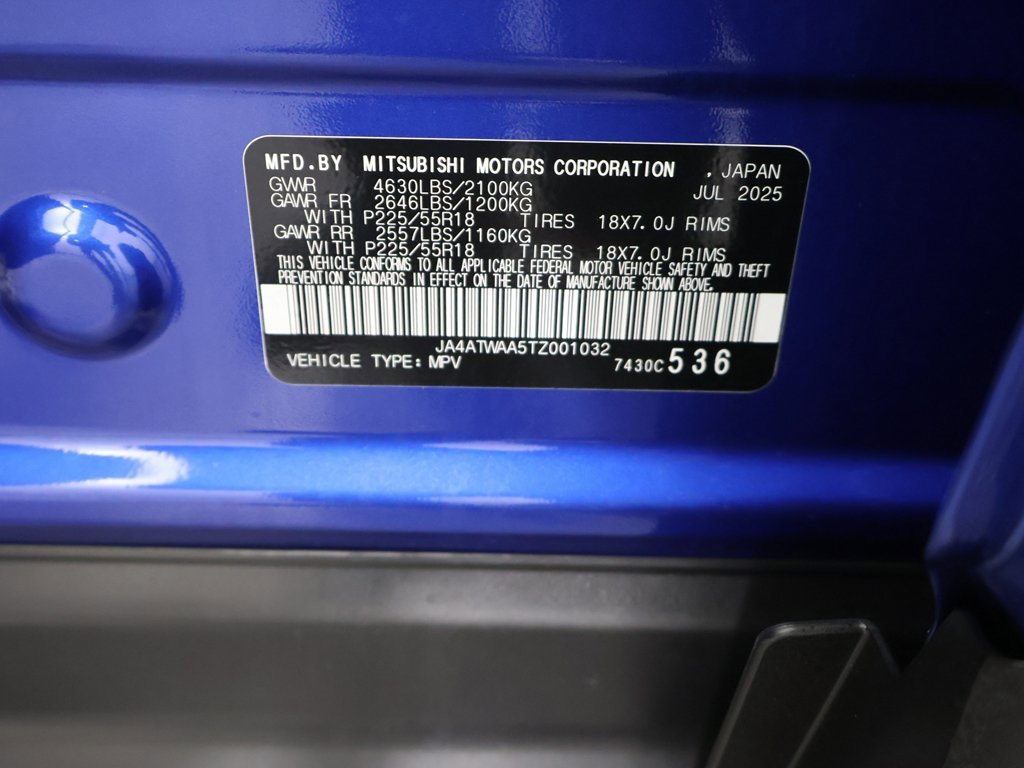 MFD.BY MITSUBISHI MOTORS CORPORATION . JAPAN
GVWR 4630LBS/2100KG JUL 2025
GAWR FR 2646LBS/1200KG
WITH P225/55R18 TIRES 18X7.0J RIMS
GAWR RR 2557LBS/1160KG
WITH P225/55R18 TIRES 18X7.0J RIMS
THIS VEHICLE CONFORMS TO ALL APPLICABLE FEDERAL MOTOR VEHICLE SAFETY AND THEFT
PREVENTION STANDARDS IN EFFECT ON THE DATE OF MANUFACTURE SHOWN ABOVE.
JA4ATWAA5TZ001032
VEHICLE TYPE: MPV 7430C 536